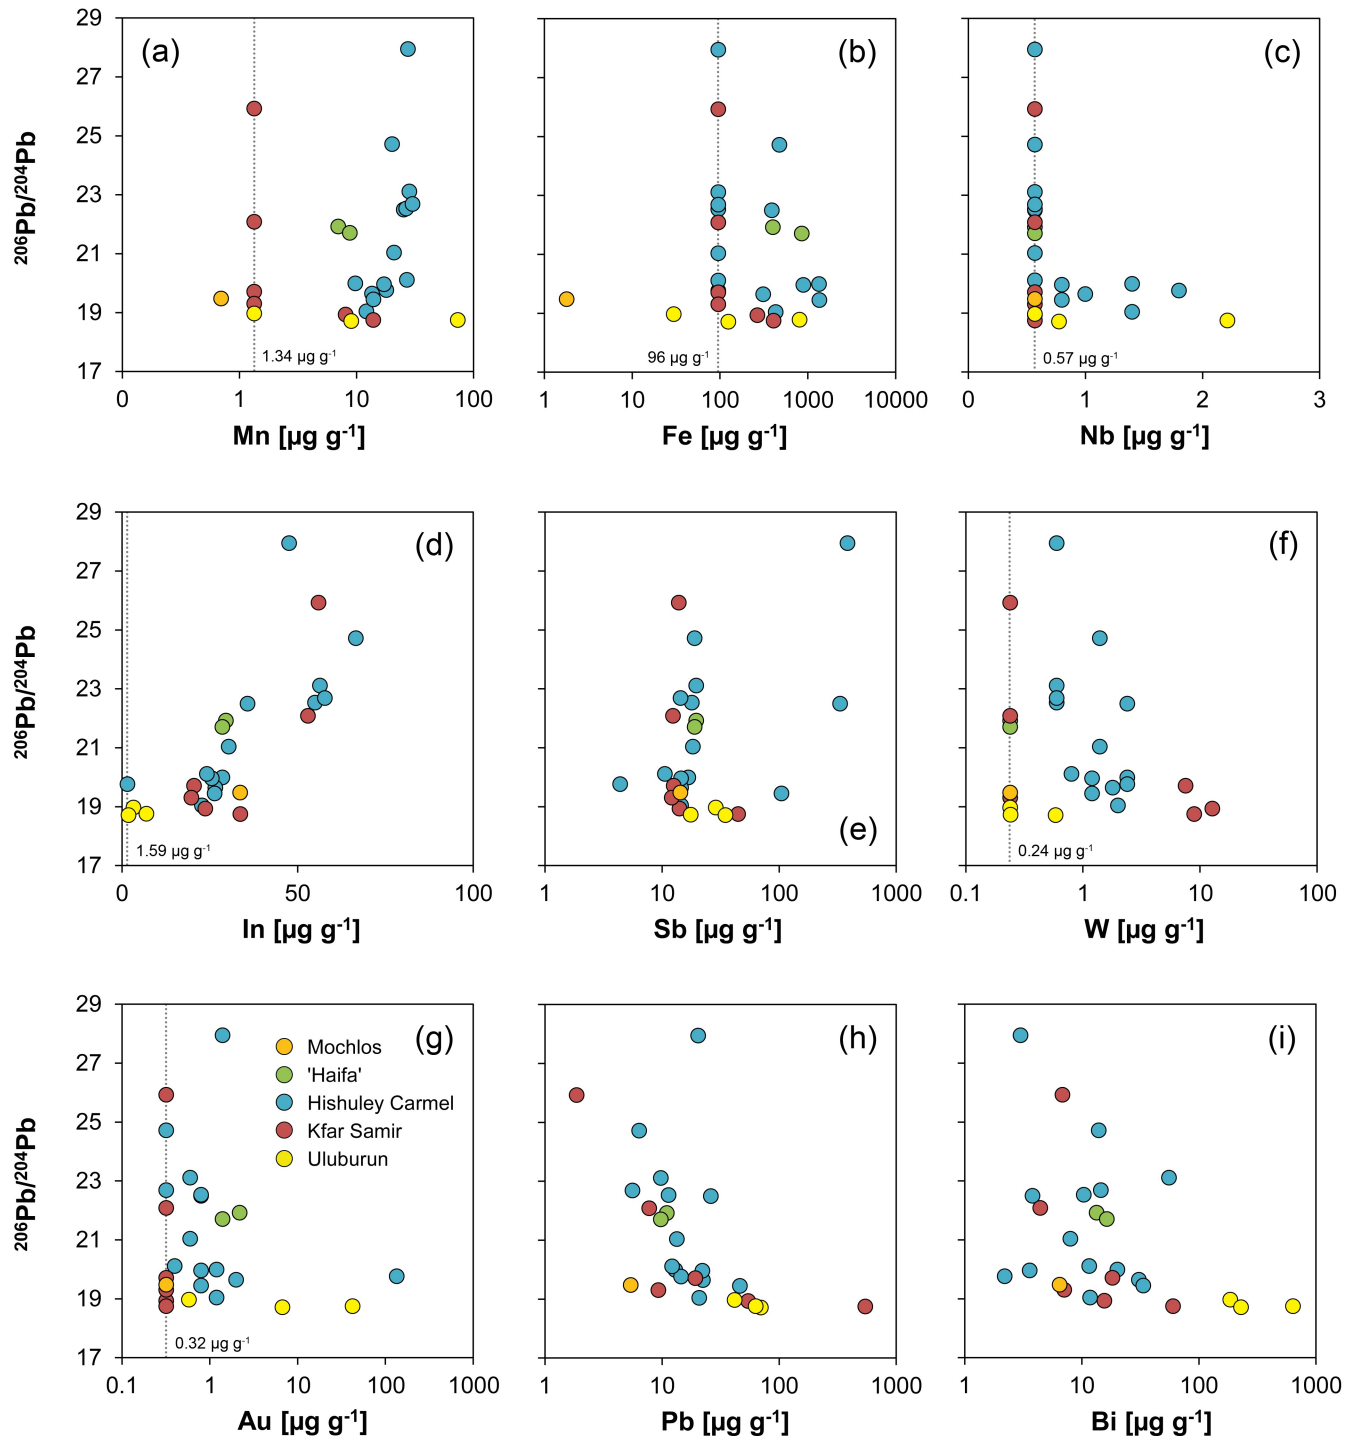 29
27
25
23
21
19
17
²⁰⁶Pb/²⁰⁴Pb
(a)
1.34 µg g⁻¹
0 1 10 100
Mn [µg g⁻¹]
(b)
96 µg g⁻¹
1 10 100 1000 10000
Fe [µg g⁻¹]
(c)
0.57 µg g⁻¹
0 1 2 3
Nb [µg g⁻¹]
29
27
25
23
21
19
17
²⁰⁶Pb/²⁰⁴Pb
(d)
1.59 µg g⁻¹
0 50 100
In [µg g⁻¹]
(e)
1 10 100 1000
Sb [µg g⁻¹]
(f)
0.24 µg g⁻¹
0.1 1 10 100
W [µg g⁻¹]
29
27
25
23
21
19
17
²⁰⁶Pb/²⁰⁴Pb
(g)
Mochlos
'Haifa'
Hishuley Carmel
Kfar Samir
Uluburun
0.32 µg g⁻¹
0.1 1 10 100 1000
Au [µg g⁻¹]
(h)
1 10 100 1000
Pb [µg g⁻¹]
(i)
1 10 100 1000
Bi [µg g⁻¹]